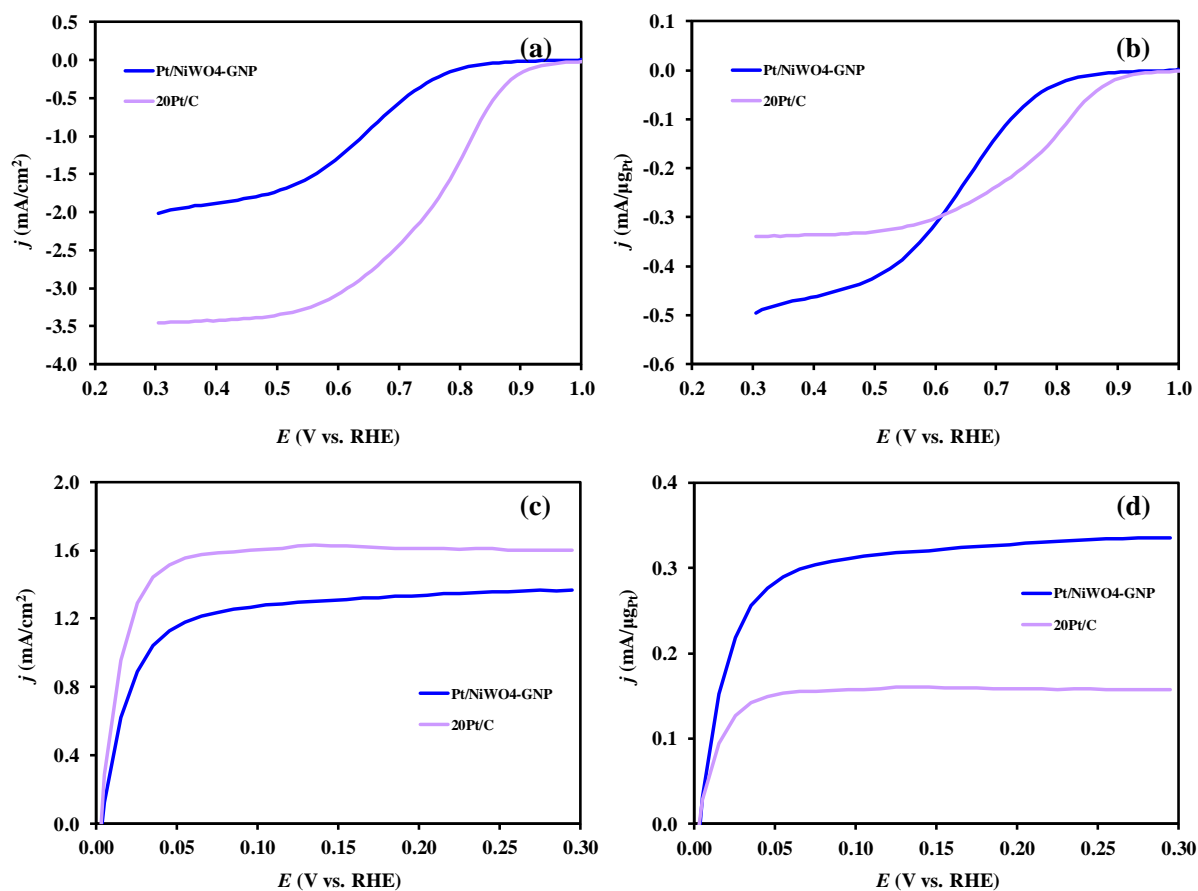 (a)
0.5
0.0
-0.5
-1.0
-1.5
-2.0
-2.5
-3.0
-3.5
-4.0
j (mA/cm²)
Pt/NiWO4-GNP
20Pt/C
0.2 0.3 0.4 0.5 0.6 0.7 0.8 0.9 1.0
E (V vs. RHE)
(b)
0.1
0.0
-0.1
-0.2
-0.3
-0.4
-0.5
-0.6
j (mA/µgPt)
Pt/NiWO4-GNP
20Pt/C
0.2 0.3 0.4 0.5 0.6 0.7 0.8 0.9 1.0
E (V vs. RHE)
(c)
2.0
1.6
1.2
0.8
0.4
0.0
j (mA/cm²)
Pt/NiWO4-GNP
20Pt/C
0.00 0.05 0.10 0.15 0.20 0.25 0.30
E (V vs. RHE)
(d)
0.4
0.3
0.2
0.1
0.0
j (mA/µgPt)
Pt/NiWO4-GNP
20Pt/C
0.00 0.05 0.10 0.15 0.20 0.25 0.30
E (V vs. RHE)